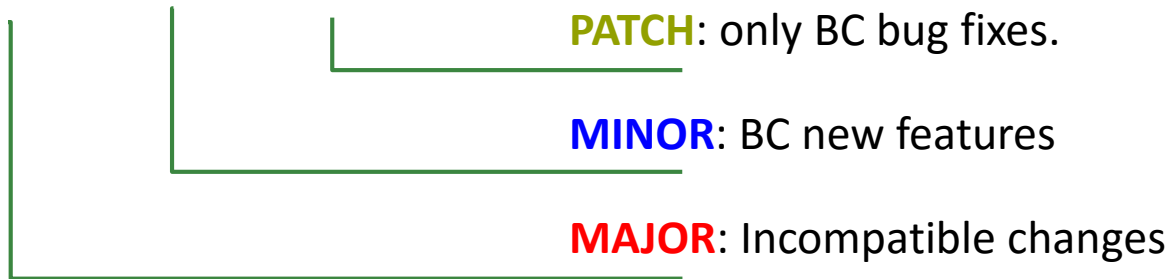 PATCH: only BC bug fixes.
MINOR: BC new features
MAJOR: Incompatible changes